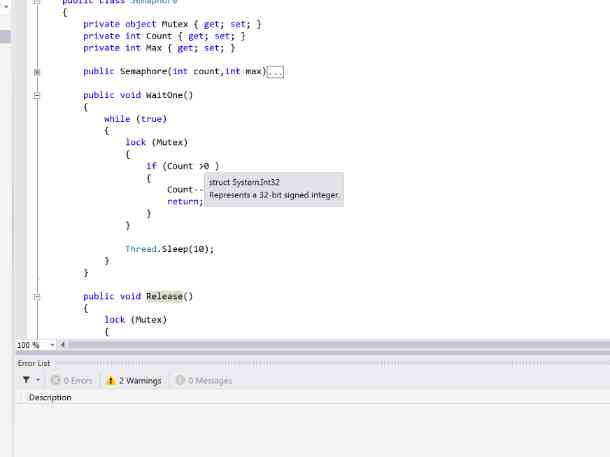 public class Semaphore
{
private object Mutex { get; set; }
private int Count { get; set; }
private int Max { get; set; }
public Semaphore(int count,int max)...
public void WaitOne()
{
while (true)
{
lock (Mutex)
{
if (Count >0 )
{
struct System.Int32
Count--
Represents a 32-bit signed integer.
return;
}
}
Thread.Sleep(10);
}
}
public void Release()
{
lock (Mutex)
{
100 %
Error List
0 Errors 2 Warnings 0 Messages
Description